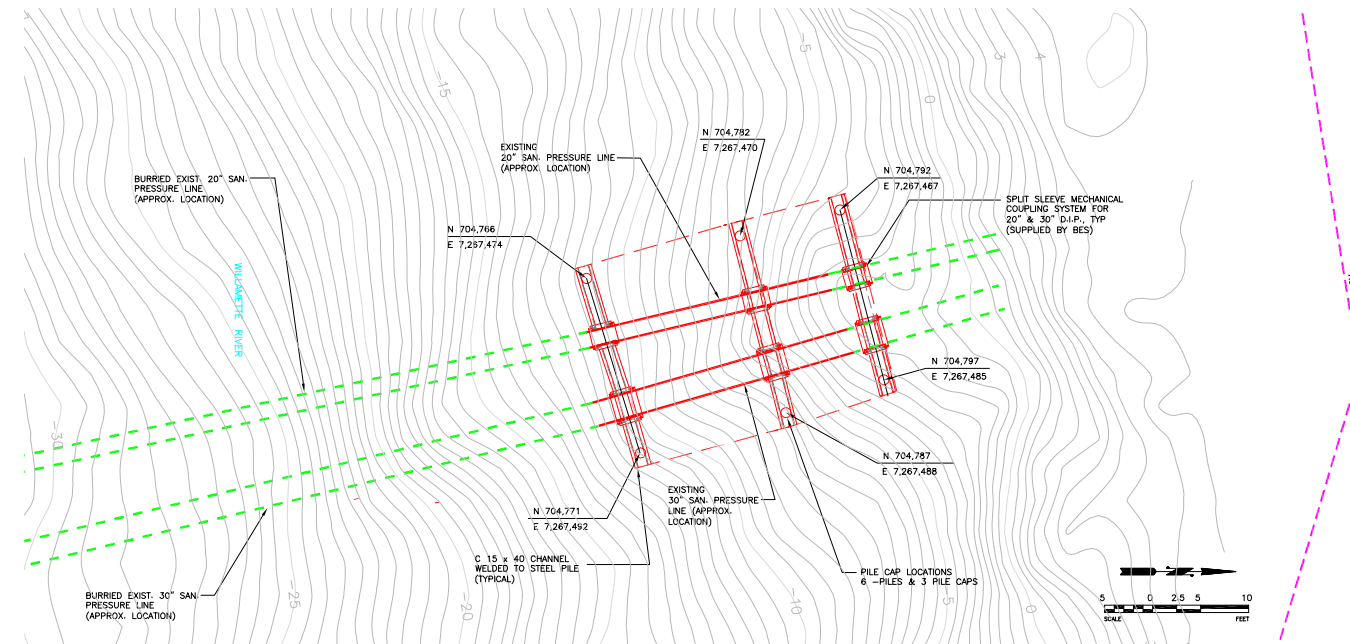 -5
3
4
-15
0
N 704,782
E 7,267,470
EXISTING
20" SAN. PRESSURE LINE
(APPROX. LOCATION)
BURRIED EXIST. 20" SAN.
PRESSURE LINE
(APPROX. LOCATION)
N 704,792
E 7,267,467
SPLIT SLEEVE MECHANICAL
COUPLING SYSTEM FOR
20" & 30" D.I.P., TYP
(SUPPLIED BY BES)
N 704,766
E 7,267,474
WILLAMETTE RIVER
N 704,797
E 7,267,485
-30
N 704,787
E 7,267,488
EXISTING
30" SAN. PRESSURE
LINE (APPROX.
LOCATION)
N 704,771
E 7,267,492
C 15 x 40 CHANNEL
WELDED TO STEEL PILE
(TYPICAL)
PILE CAP LOCATIONS
6 -PILES & 3 PILE CAPS
BURRIED EXIST. 30" SAN.
PRESSURE LINE
(APPROX. LOCATION)
-25
-20
-10
-5
0
5 0 2.5 5 10
SCALE FEET